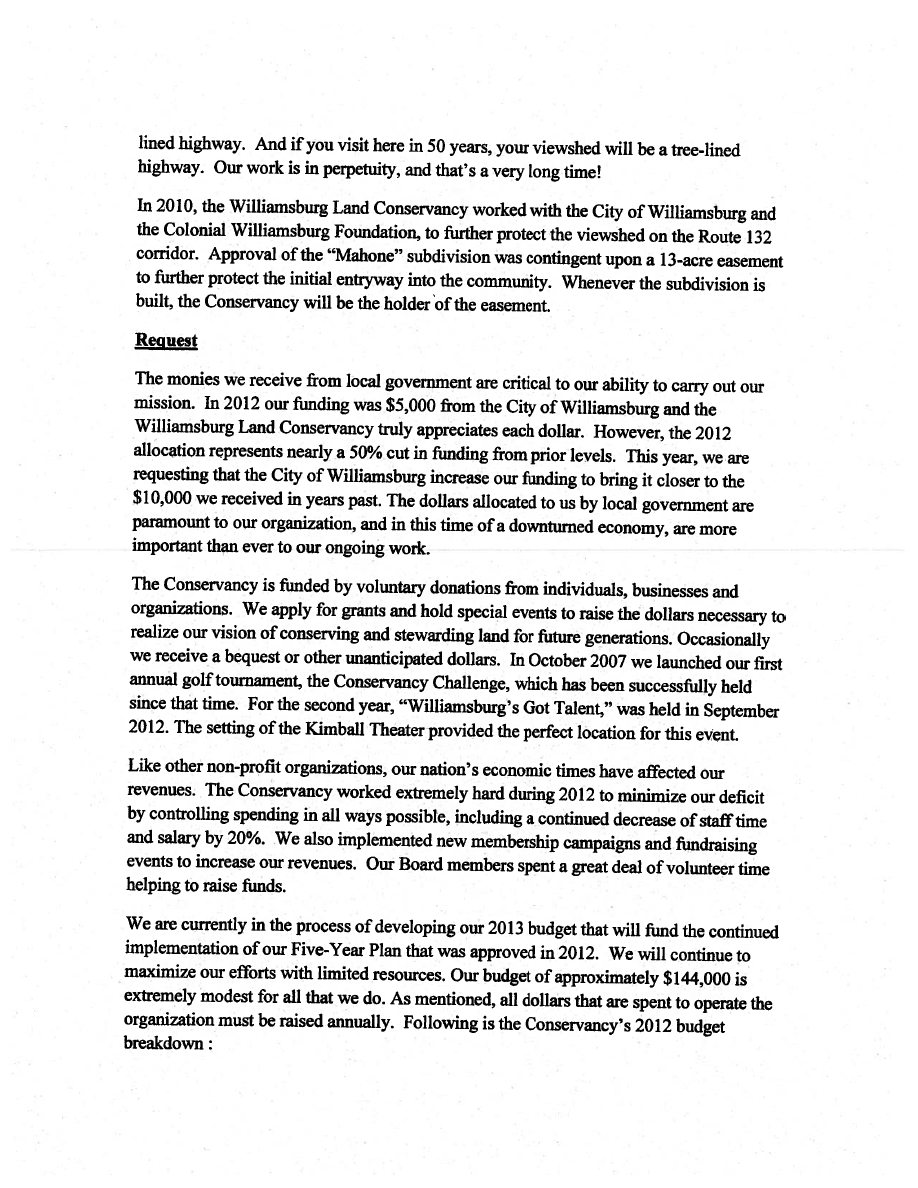 lined highway. And if you visit here in 50 years, your viewshed will be a tree-lined
highway. Our work is in perpetuity, and that's a very long time!
In 2010, the Williamsburg Land Conservancy worked with the City of Williamsburg and
the Colonial Williamsburg Foundation, to further protect the viewshed on the Route 132
corridor. Approval of the “Mahone” subdivision was contingent upon a 13-acre easement
to further protect the initial entryway into the community. Whenever the subdivision is
built, the Conservancy will be the holder of the easement.
Request
The monies we receive from local government are critical to our ability to carry out our
mission. In 2012 our funding was $5,000 from the City of Williamsburg and the
Williamsburg Land Conservancy truly appreciates each dollar. However, the 2012
allocation represents nearly a 50% cut in funding from prior levels. This year, we are
requesting that the City of Williamsburg increase our funding to bring it closer to the
$10,000 we received in years past. The dollars allocated to us by local government are
paramount to our organization, and in this time of a downturned economy, are more
important than ever to our ongoing work.
The Conservancy is funded by voluntary donations from individuals, businesses and
organizations. We apply for grants and hold special events to raise the dollars necessary to
realize our vision of conserving and stewarding land for future generations. Occasionally
we receive a bequest or other unanticipated dollars. In October 2007 we launched our first
annual golf tournament, the Conservancy Challenge, which has been successfully held
since that time. For the second year, “Williamsburg's Got Talent,” was held in September
2012. The setting of the Kimball Theater provided the perfect location for this event.
Like other non-profit organizations, our nation's economic times have affected our
revenues. The Conservancy worked extremely hard during 2012 to minimize our deficit
by controlling spending in all ways possible, including a continued decrease of staff time
and salary by 20%. We also implemented new membership campaigns and fundraising
events to increase our revenues. Our Board members spent a great deal of volunteer time
helping to raise funds.
We are currently in the process of developing our 2013 budget that will fund the continued
implementation of our Five-Year Plan that was approved in 2012. We will continue to
maximize our efforts with limited resources. Our budget of approximately $144,000 is
extremely modest for all that we do. As mentioned, all dollars that are spent to operate the
organization must be raised annually. Following is the Conservancy's 2012 budget
breakdown :